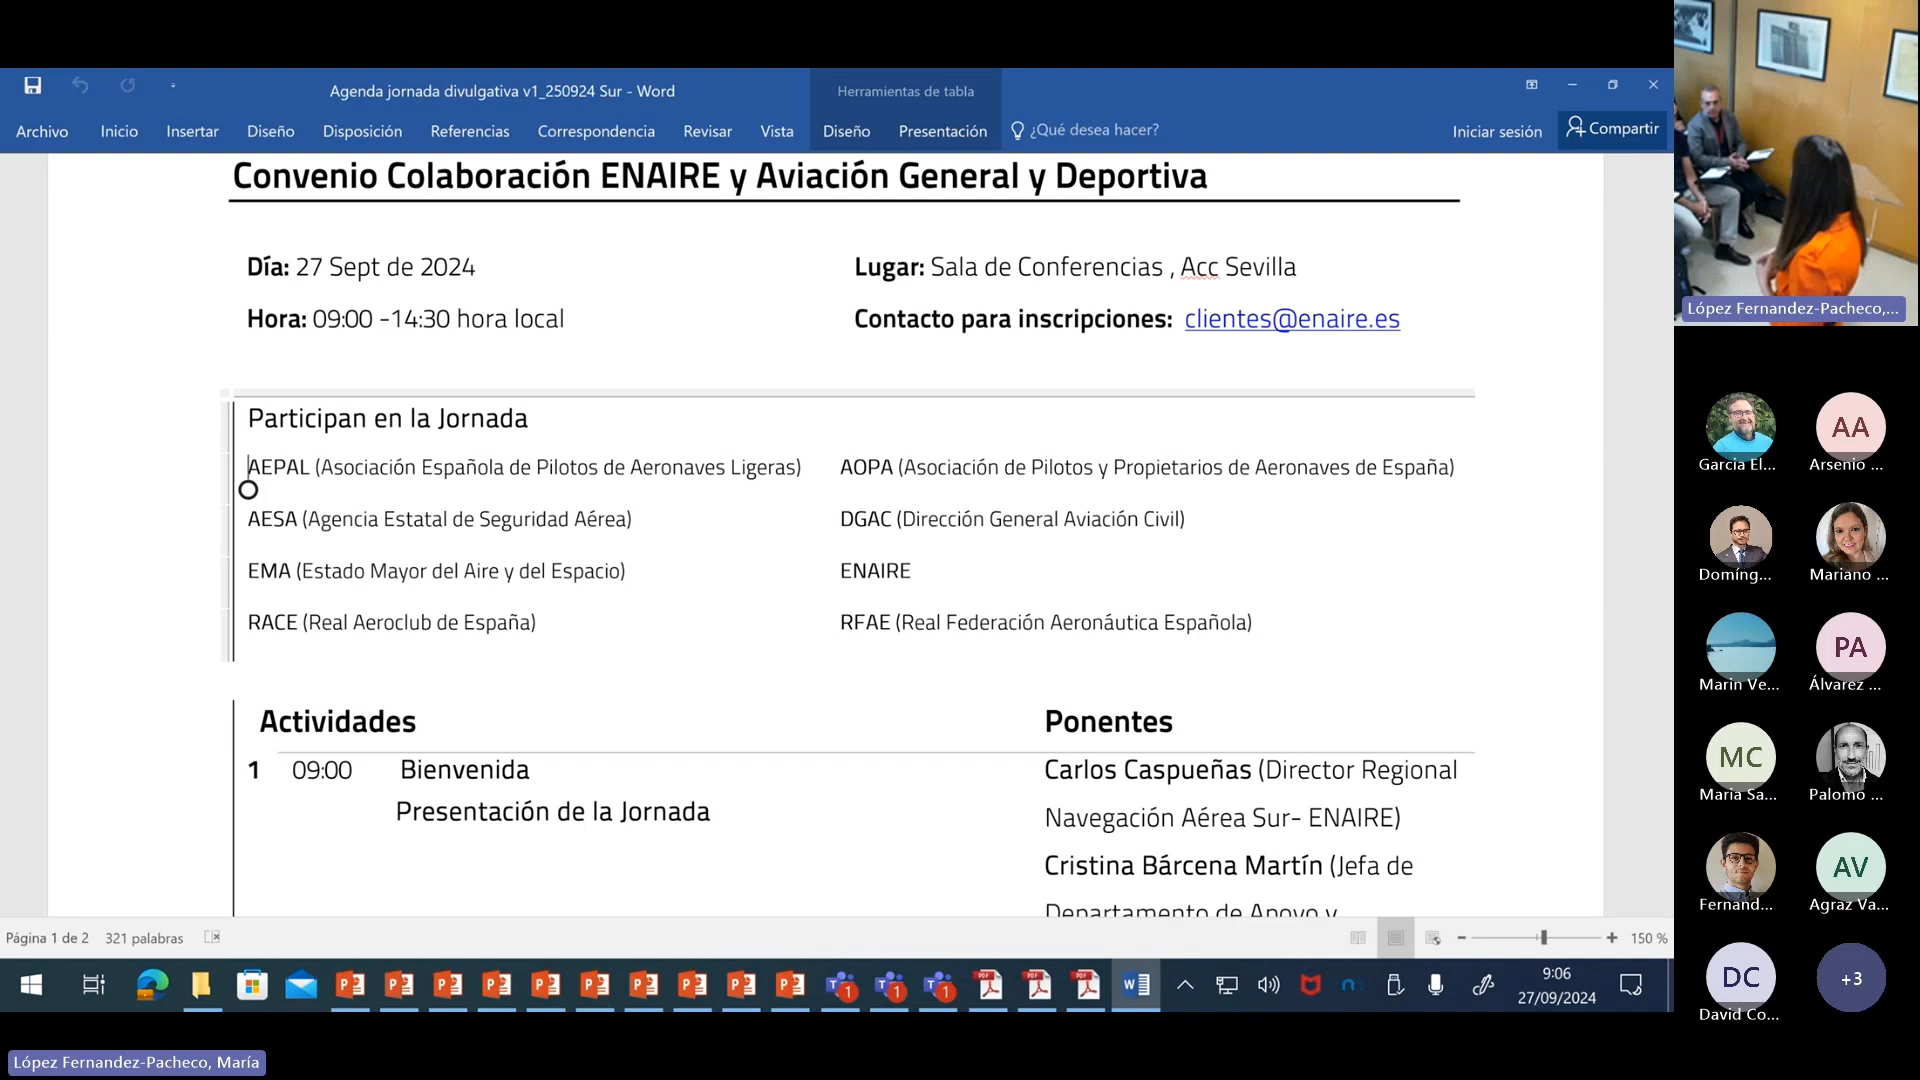 Agenda jornada divulgativa v1_250924 Sur - Word
Herramientas de tabla
Archivo Inicio Insertar Diseño Disposición Referencias Correspondencia Revisar Vista Diseño Presentación ¿Qué desea hacer? Iniciar sesión Compartir
Convenio Colaboración ENAIRE y Aviación General y Deportiva
Día: 27 Sept de 2024
Lugar: Sala de Conferencias , Acc Sevilla
Hora: 09:00 -14:30 hora local
Contacto para inscripciones: clientes@enaire.es
Participan en la Jornada
AEPAL (Asociación Española de Pilotos de Aeronaves Ligeras)
AOPA (Asociación de Pilotos y Propietarios de Aeronaves de España)
AESA (Agencia Estatal de Seguridad Aérea)
DGAC (Dirección General Aviación Civil)
EMA (Estado Mayor del Aire y del Espacio)
ENAIRE
RACE (Real Aeroclub de España)
RFAE (Real Federación Aeronáutica Española)
Actividades
Ponentes
1 09:00 Bienvenida
Presentación de la Jornada
Carlos Caspueñas (Director Regional
Navegación Aérea Sur- ENAIRE)
Cristina Bárcena Martín (Jefa de
Departamento de Apoyo y
Página 1 de 2 321 palabras
150 %
9:06
27/09/2024
López Fernandez-Pacheco, María
López Fernandez-Pacheco,...
Garcia El...
AA
Arsenio ...
Domíng...
Mariano ...
Marin Ve...
PA
Álvarez ...
MC
Maria Sa...
Palomo ...
Fernand...
AV
Agraz Va...
DC
David Co...
+3